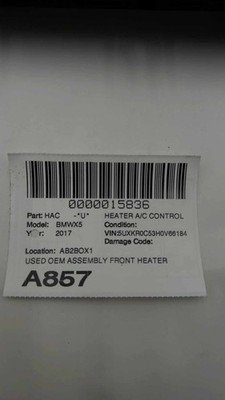 0000015836
Part: HAC -*U* HEATER A/C CONTROL
Model: BMWX5 Condition:
Year: 2017 VIN:5UXKR0C53H0V66184
Damage Code:
Location: AB2BOX1
USED OEM ASSEMBLY FRONT HEATER
A857